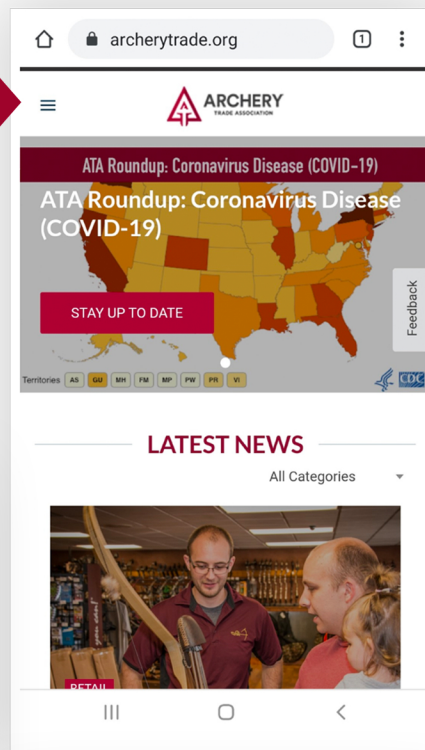 archerytrade.org
1
ARCHERY
TRADE ASSOCIATION
ATA Roundup: Coronavirus Disease (COVID-19)
ATA Roundup: Coronavirus Disease
(COVID-19)
STAY UP TO DATE
Feedback
Territories AS GU MH FM MP PW PR VI
CDC
LATEST NEWS
All Categories
you can!
RETAIL